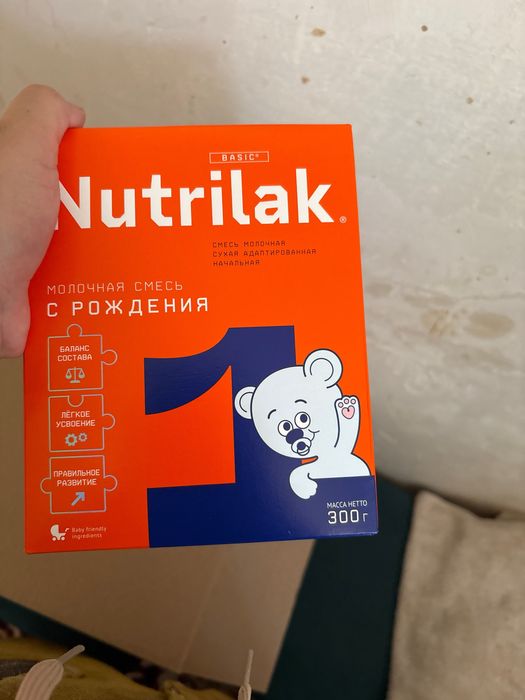 BASIC®
Nutrilak®
СМЕСЬ МОЛОЧНАЯ
СУХАЯ АДАПТИРОВАННАЯ
НАЧАЛЬНАЯ
МОЛОЧНАЯ СМЕСЬ
С РОЖДЕНИЯ
БАЛАНС
СОСТАВА
ЛЁГКОЕ
УСВОЕНИЕ
ПРАВИЛЬНОЕ
РАЗВИТИЕ
1
Baby friendly
ingredients
МАССА НЕТТО
300 г